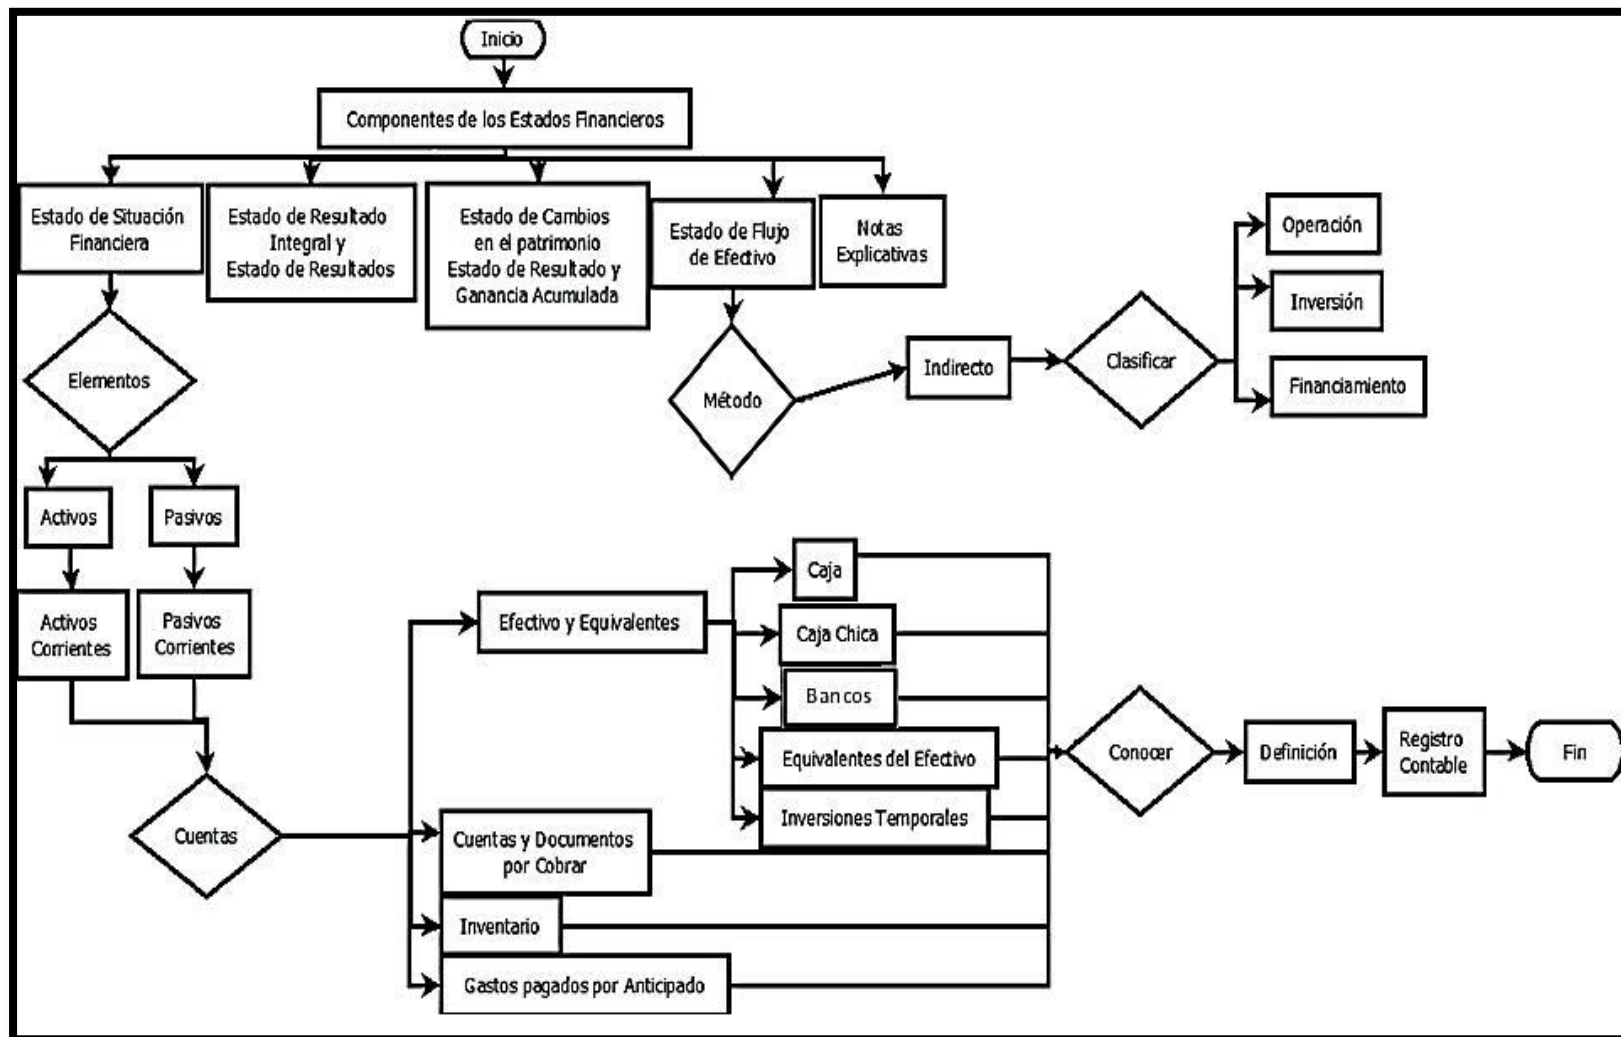 Inicio
Componentes de los Estados Financieros
Estado de Situación
Financiera
Estado de Resultado
Integral y
Estado de Resultados
Estado de Cambios
en el patrimonio
Estado de Resultado y
Ganancia Acumulada
Estado de Flujo
de Efectivo
Notas
Explicativas
Operación
Inversión
Financiamiento
Clasificar
Indirecto
Método
Elementos
Activos
Pasivos
Activos
Corrientes
Pasivos
Corrientes
Cuentas
Efectivo y Equivalentes
Caja
Caja Chica
Bancos
Equivalentes del Efectivo
Inversiones Temporales
Cuentas y Documentos
por Cobrar
Inventario
Gastos pagados por Anticipado
Conocer
Definición
Registro
Contable
Fin